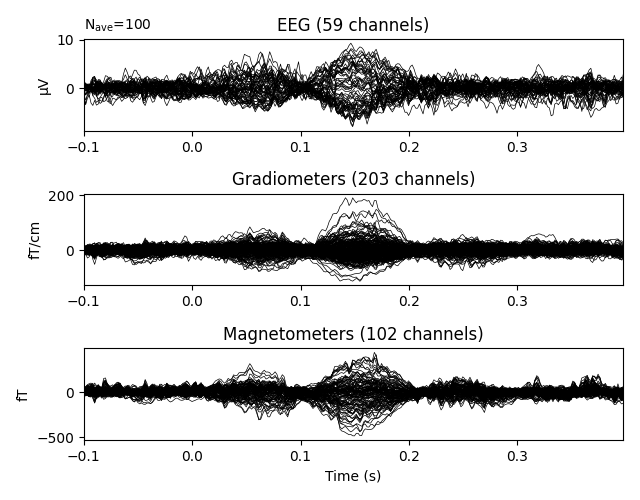 Nave=100
EEG (59 channels)
10
µV
0
−0.1 0.0 0.1 0.2 0.3
Gradiometers (203 channels)
200
fT/cm
0
−0.1 0.0 0.1 0.2 0.3
Magnetometers (102 channels)
0
fT
−500
−0.1 0.0 0.1 0.2 0.3
Time (s)